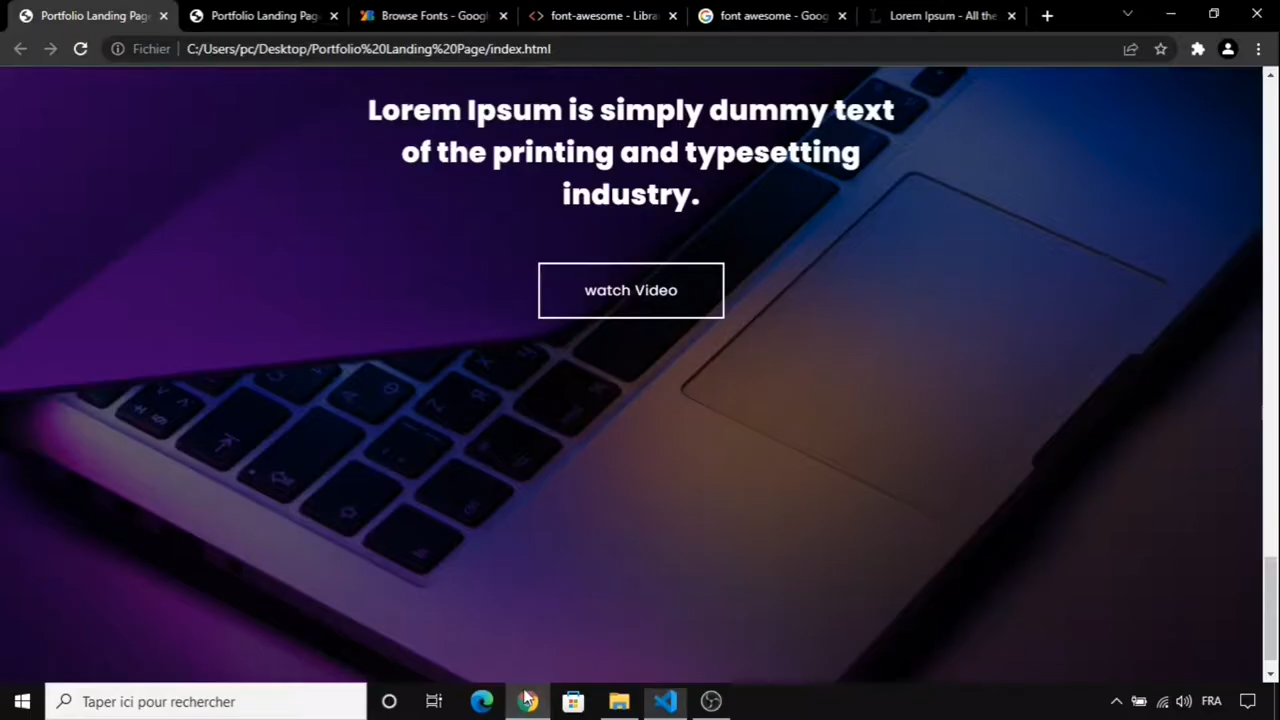 Portfolio Landing Page
Portfolio Landing Page
Browse Fonts - Googl
font-awesome - Libra
font awesome - Goog
Lorem Ipsum - All the
Fichier
C:/Users/pc/Desktop/Portfolio%20Landing%20Page/index.html
Lorem Ipsum is simply dummy text
of the printing and typesetting
industry.
watch Video
Taper ici pour rechercher
FRA